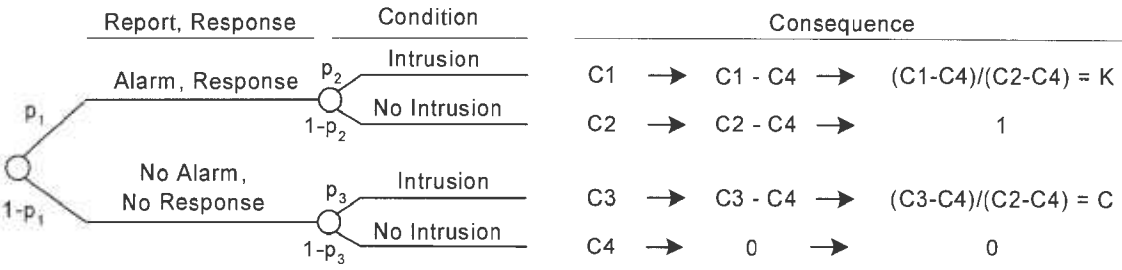 Report, Response Condition Consequence
p₂ Intrusion C1 → C1 - C4 → (C1-C4)/(C2-C4) = K
Alarm, Response
p₁ No Intrusion
1-p₂ C2 → C2 - C4 → 1
No Alarm,
No Response
p₃ Intrusion C3 → C3 - C4 → (C3-C4)/(C2-C4) = C
1-p₁
No Intrusion
1-p₃ C4 → 0 → 0